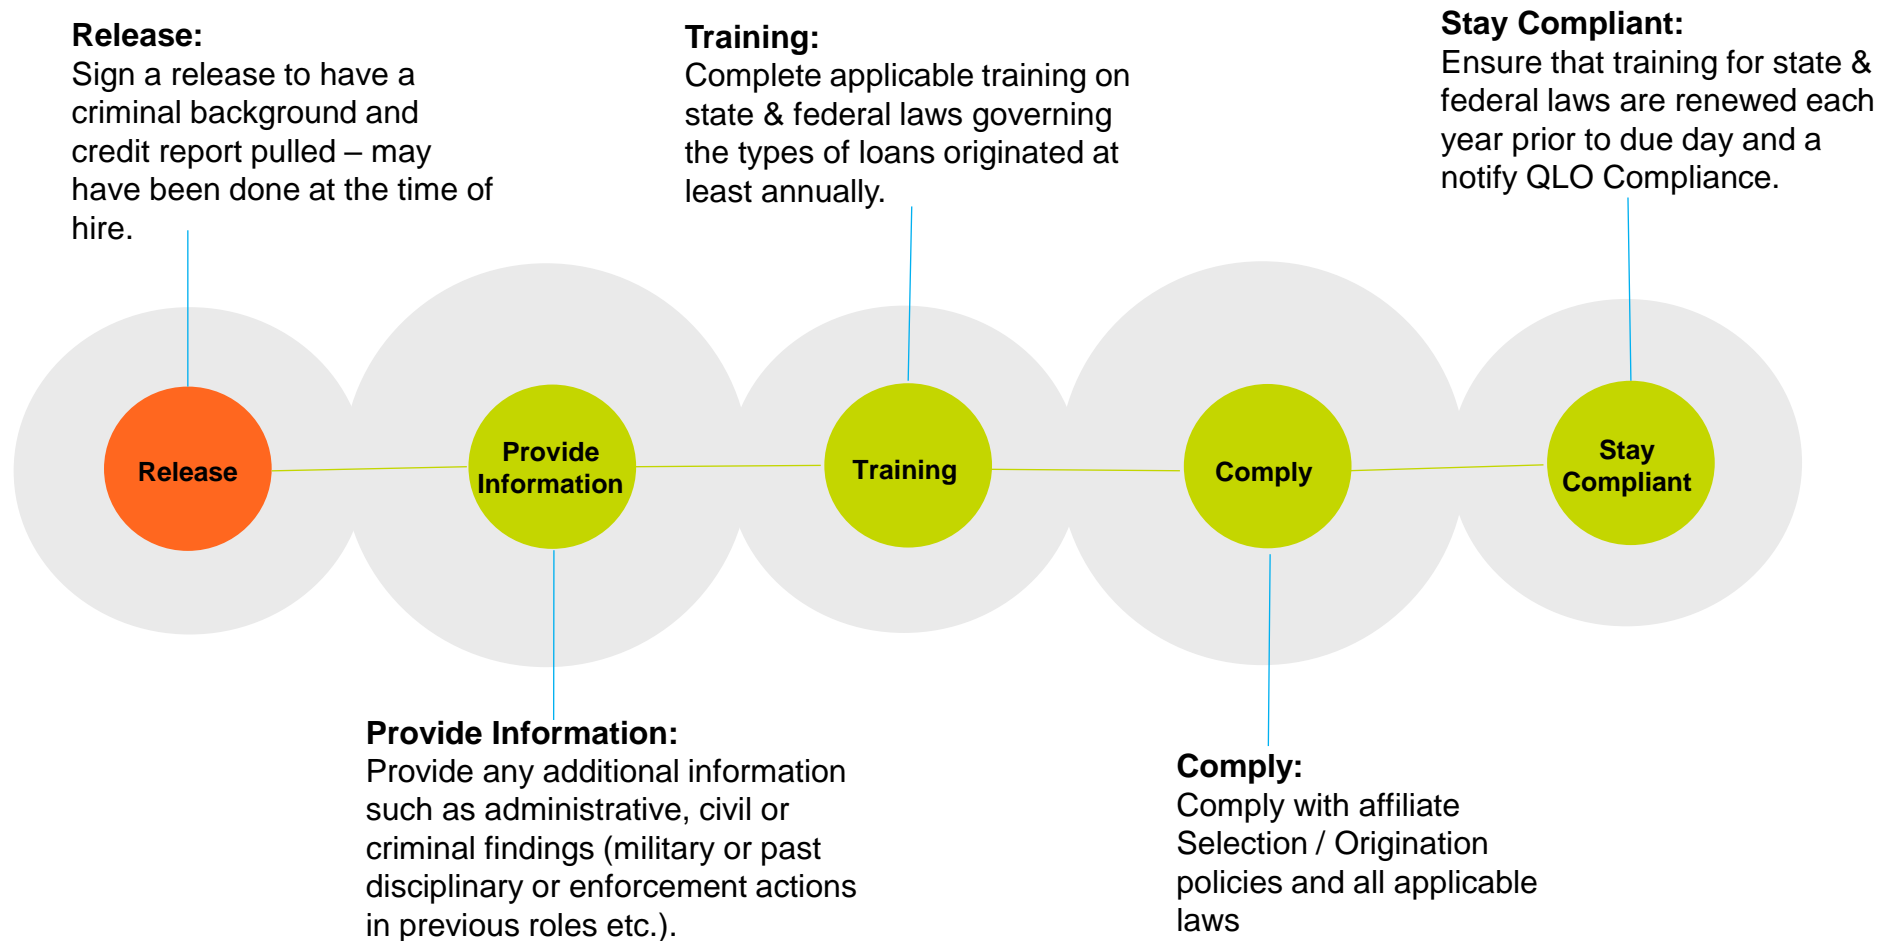 Release:
Sign a release to have a
criminal background and
credit report pulled – may
have been done at the time of
hire.
Training:
Complete applicable training on
state & federal laws governing
the types of loans originated at
least annually.
Stay Compliant:
Ensure that training for state &
federal laws are renewed each
year prior to due day and a
notify QLO Compliance.
Release
Provide
Information
Training
Comply
Stay
Compliant
Provide Information:
Provide any additional information
such as administrative, civil or
criminal findings (military or past
disciplinary or enforcement actions
in previous roles etc.).
Comply:
Comply with affiliate
Selection / Origination
policies and all applicable
laws